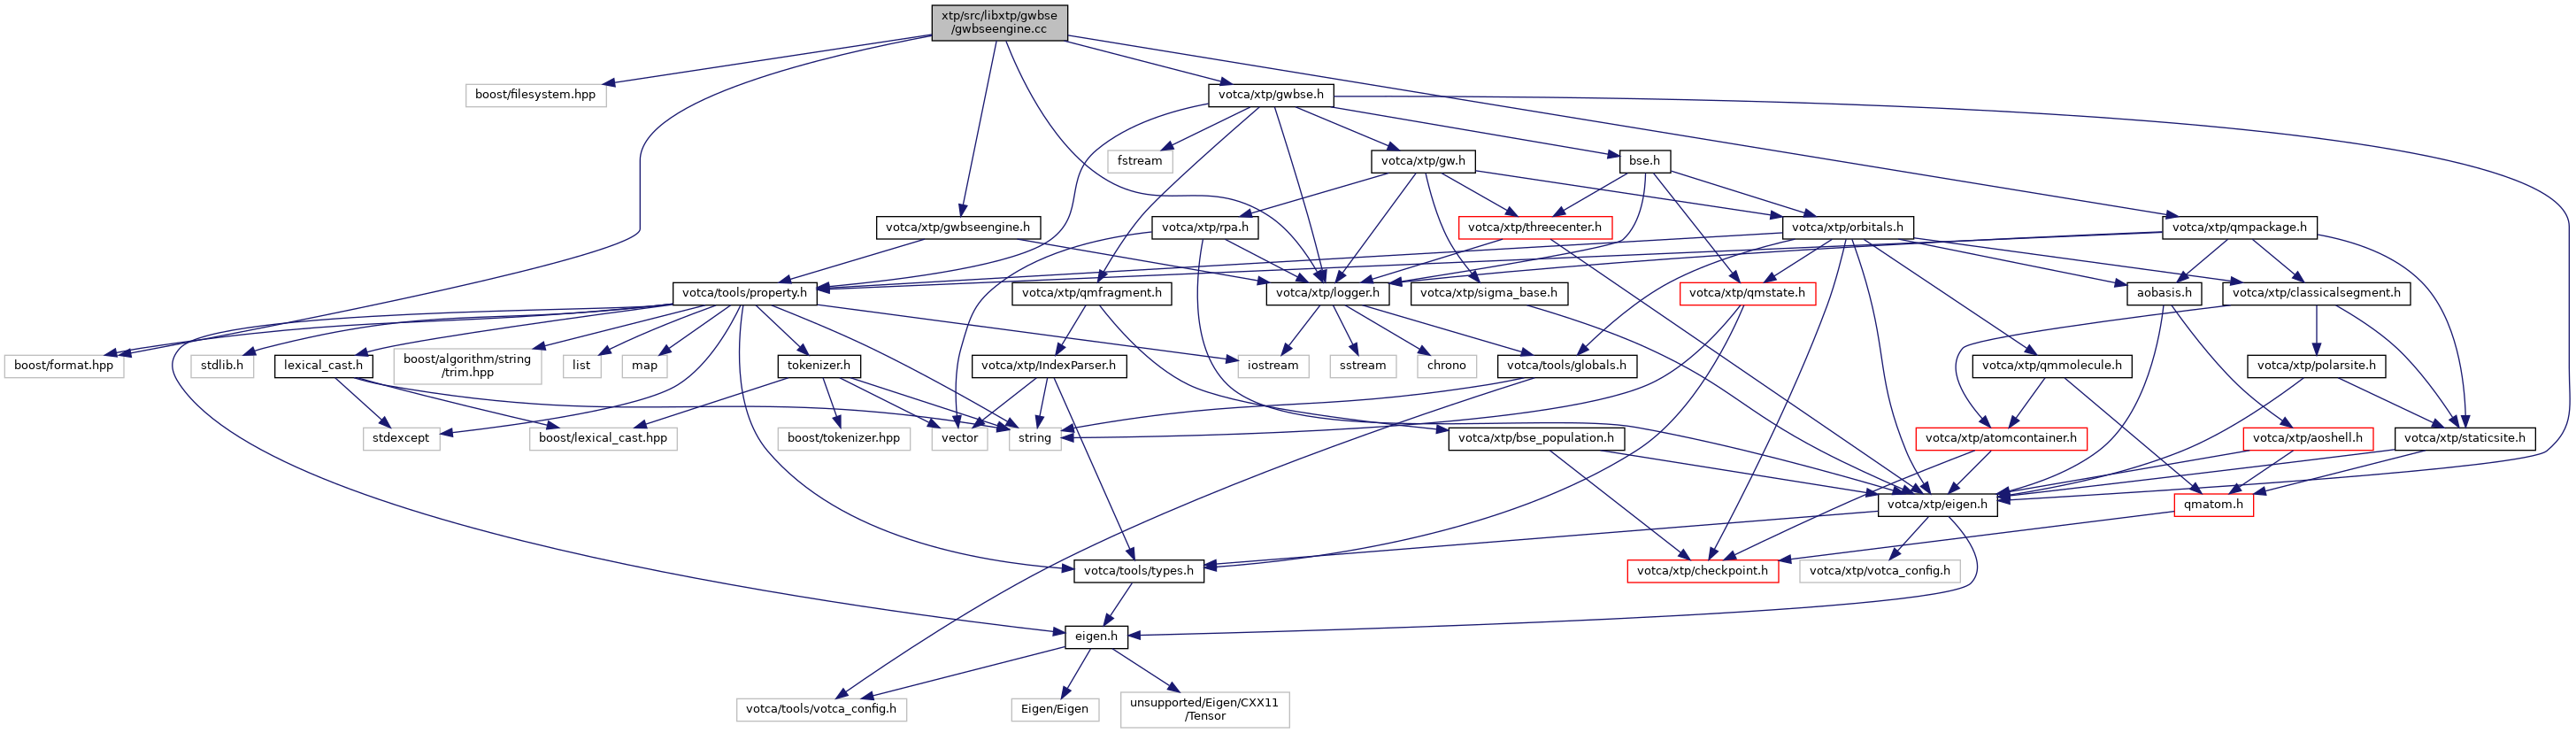 xtp/src/libxtp/gwbse
/gwbseengine.cc
boost/filesystem.hpp
votca/xtp/gwbse.h
fstream
votca/xtp/gw.h
bse.h
votca/xtp/gwbseengine.h
votca/xtp/rpa.h
votca/xtp/threecenter.h
votca/xtp/orbitals.h
votca/xtp/qmpackage.h
votca/tools/property.h
votca/xtp/qmfragment.h
votca/xtp/logger.h
votca/xtp/sigma_base.h
votca/xtp/qmstate.h
aobasis.h
votca/xtp/classicalsegment.h
boost/format.hpp
stdlib.h
lexical_cast.h
boost/algorithm/string
/trim.hpp
list
map
tokenizer.h
votca/xtp/IndexParser.h
iostream
sstream
chrono
votca/tools/globals.h
votca/xtp/qmmolecule.h
votca/xtp/polarsite.h
stdexcept
boost/lexical_cast.hpp
boost/tokenizer.hpp
vector
string
votca/xtp/bse_population.h
votca/xtp/atomcontainer.h
votca/xtp/aoshell.h
votca/xtp/staticsite.h
votca/xtp/eigen.h
qmatom.h
votca/tools/types.h
votca/xtp/checkpoint.h
votca/xtp/votca_config.h
eigen.h
votca/tools/votca_config.h
Eigen/Eigen
unsupported/Eigen/CXX11
/Tensor